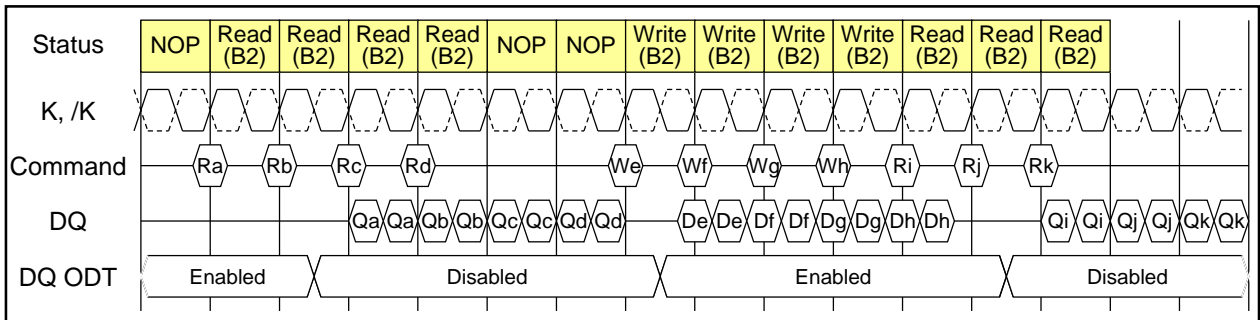 Status NOP Read Read Read Read NOP NOP Write Write Write Write Read Read Read
(B2) (B2) (B2) (B2) (B2) (B2) (B2) (B2) (B2) (B2) (B2)
K, /K
Command Ra Rb Rc Rd We Wf Wg Wh Ri Rj Rk
DQ Qa Qa Qb Qb Qc Qc Qd Qd De De Df Df Dg Dg Dh Dh Qi Qi Qj Qj Qk Qk
DQ ODT Enabled Disabled Enabled Disabled